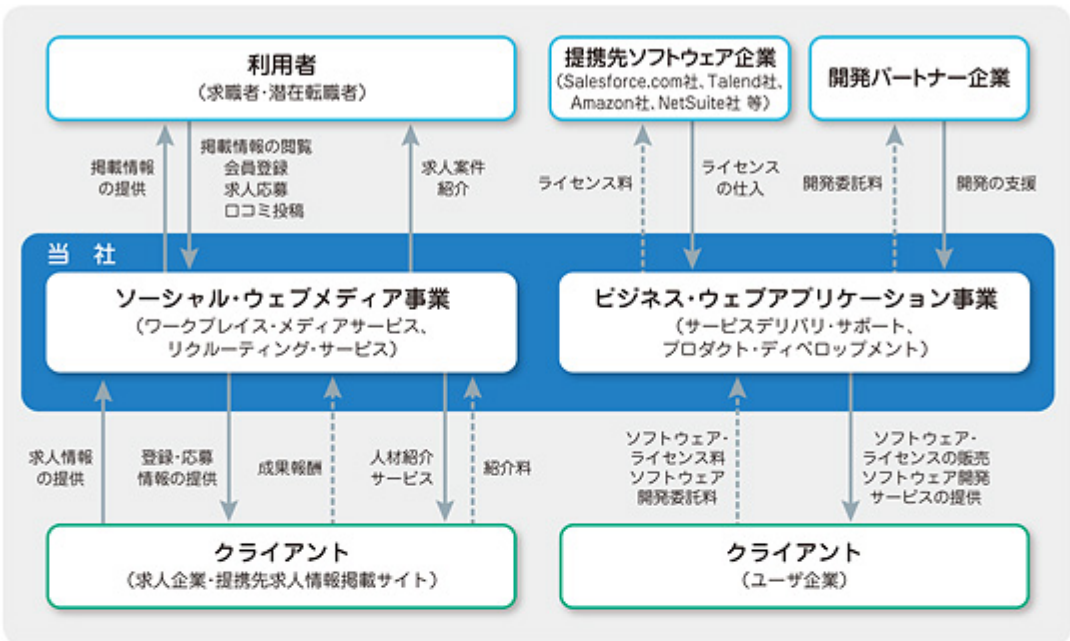 利用者
（求職者・潜在転職者）
提携先ソフトウェア企業
（Salesforce.com社、Talend社、
Amazon社、NetSuite社 等）
開発パートナー企業
掲載情報
の提供
掲載情報の閲覧
会員登録
求人応募
口コミ投稿
求人案件
紹介
ライセンス料
ライセンス
の仕入
開発委託料
開発の支援
当 社
ソーシャル・ウェブメディア事業
（ワークプレイス・メディアサービス、
リクルーティング・サービス）
ビジネス・ウェブアプリケーション事業
（サービスデリバリ・サポート、
プロダクト・ディベロップメント）
求人情報
の提供
登録・応募
情報の提供
成果報酬
人材紹介
サービス
紹介料
ソフトウェア・
ライセンス料
ソフトウェア
開発委託料
ソフトウェア・
ライセンスの販売
ソフトウェア開発
サービスの提供
クライアント
（求人企業・提携先求人情報掲載サイト）
クライアント
（ユーザ企業）